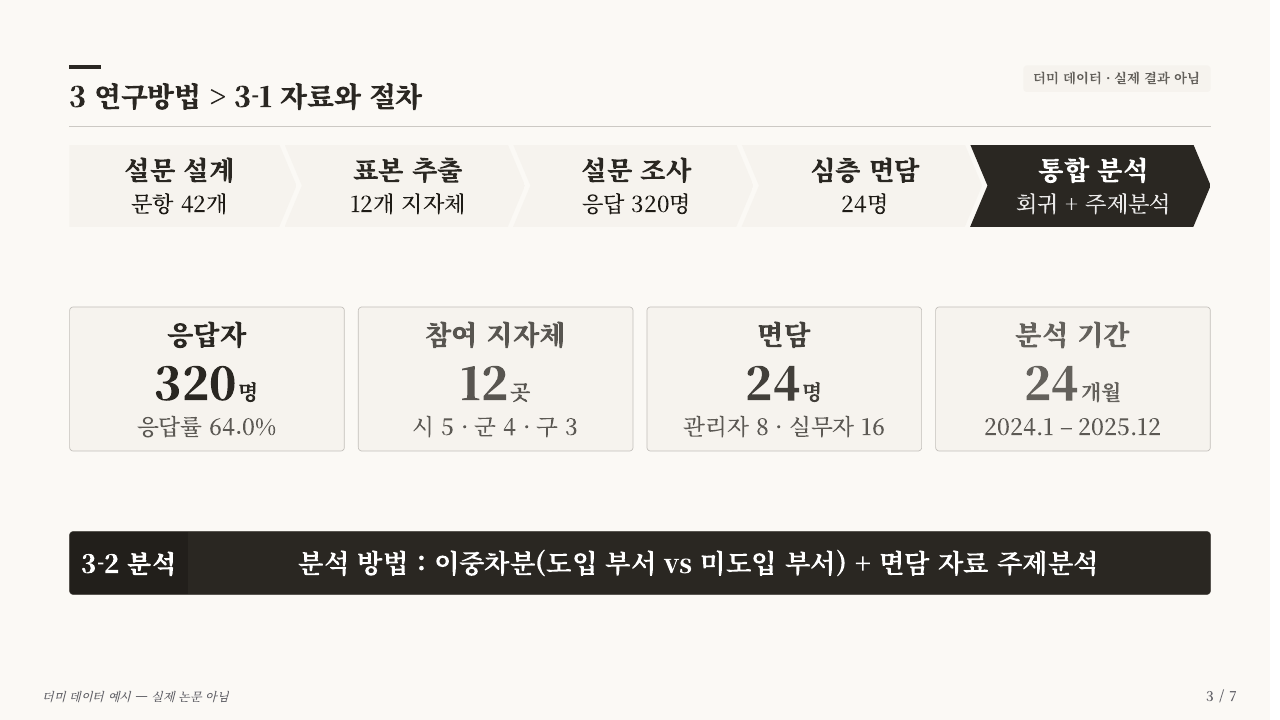 3 연구방법 > 3-1 자료와 절차
더미 데이터 · 실제 결과 아님
설문 설계
문항 42개
표본 추출
12개 지자체
설문 조사
응답 320명
심층 면담
24명
통합 분석
회귀 + 주제분석
응답자
320명
응답률 64.0%
참여 지자체
12곳
시 5 · 군 4 · 구 3
면담
24명
관리자 8 · 실무자 16
분석 기간
24개월
2024.1 – 2025.12
3-2 분석
분석 방법 : 이중차분(도입 부서 vs 미도입 부서) + 면담 자료 주제분석
더미 데이터 예시 — 실제 논문 아님
3 / 7